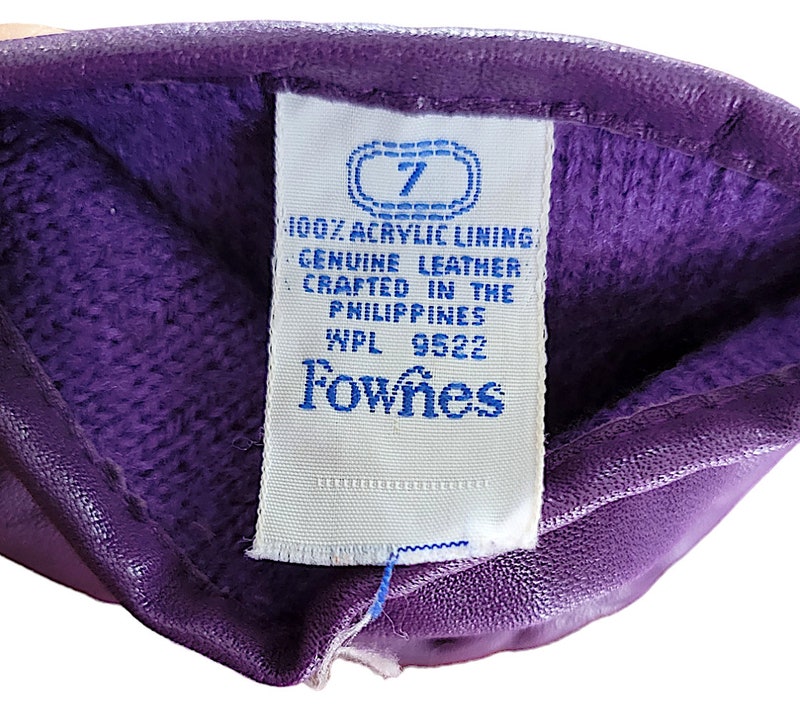 7
100% ACRYLIC LINING
GENUINE LEATHER
CRAFTED IN THE
PHILIPPINES
WPL 9522
Fownes